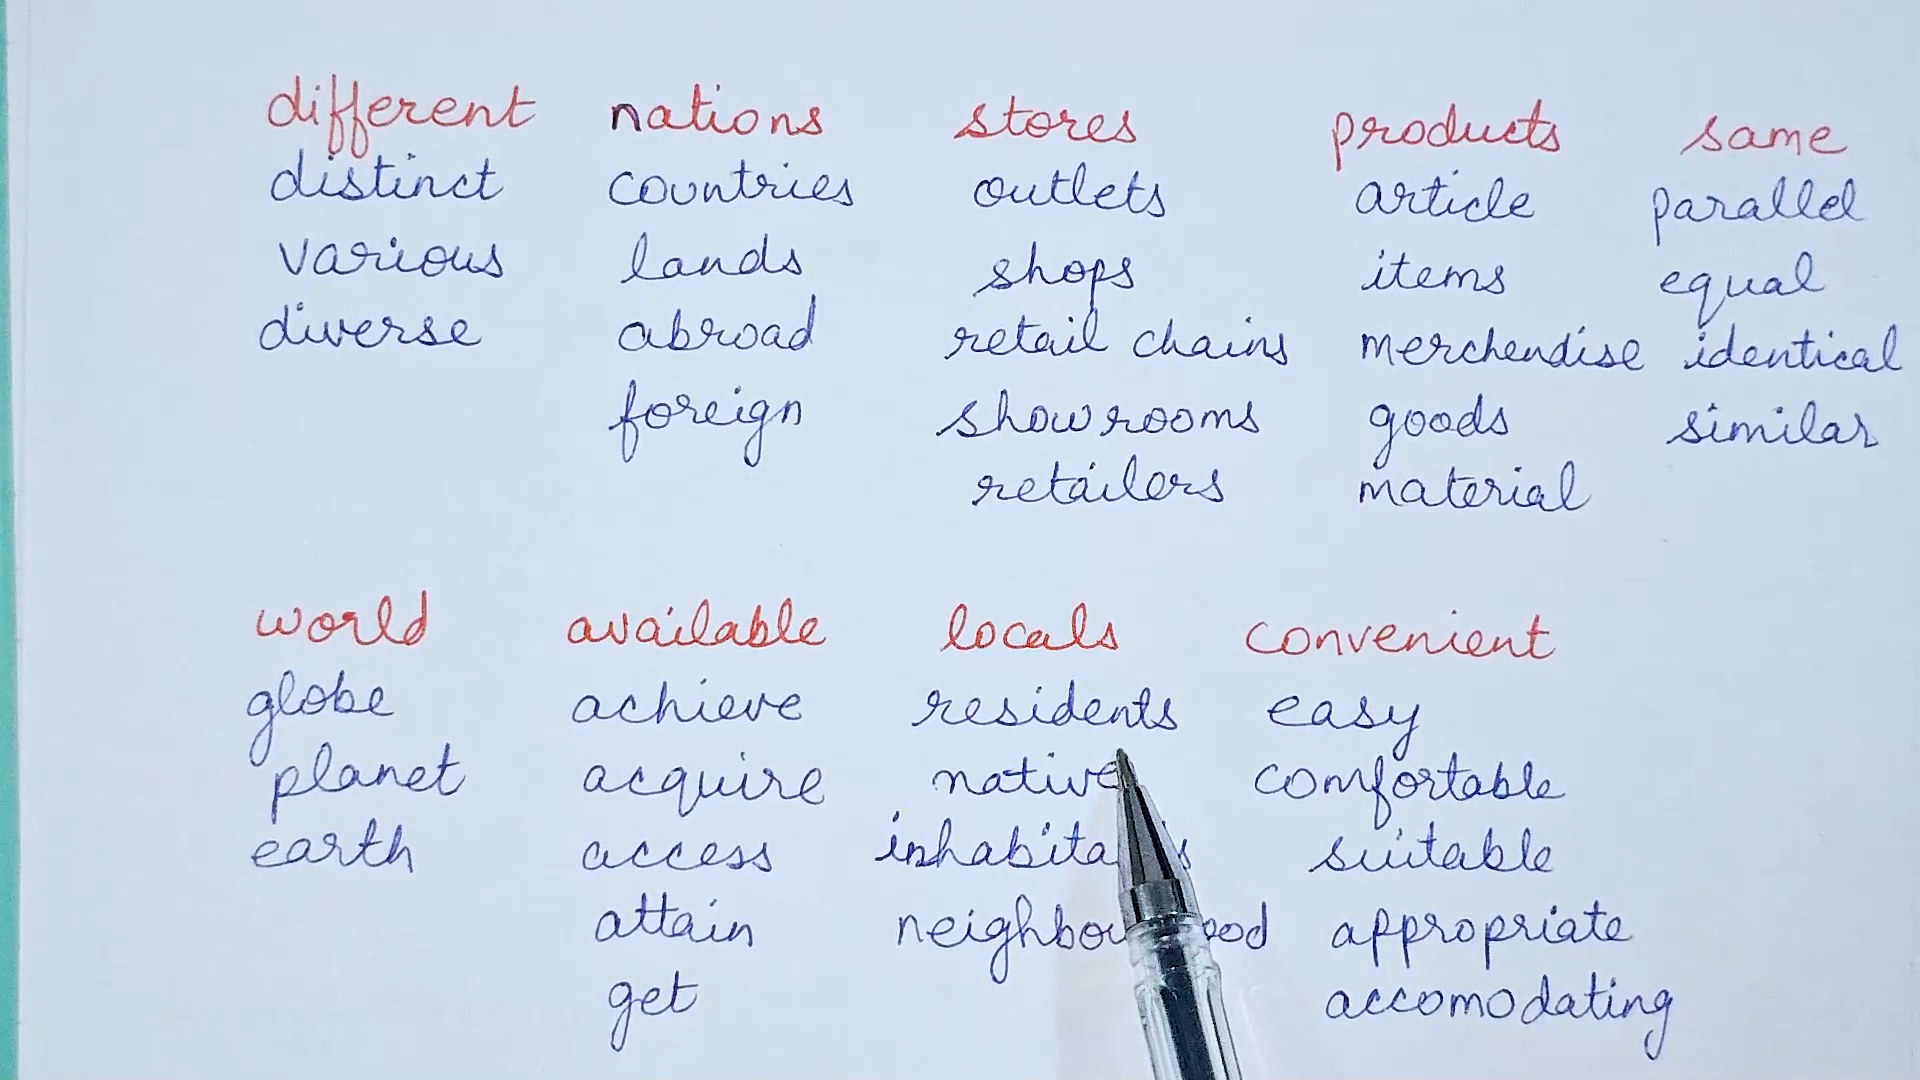 different nations stores products same
distinct countries outlets article parallel
various lands shops items equal
diverse abroad retail chains merchendise identical
foreign showrooms goods similar
retailers material
world available locals convenient
globe achieve residents easy
planet acquire comfortable
earth access suitable
attain appropriate
get accomodating